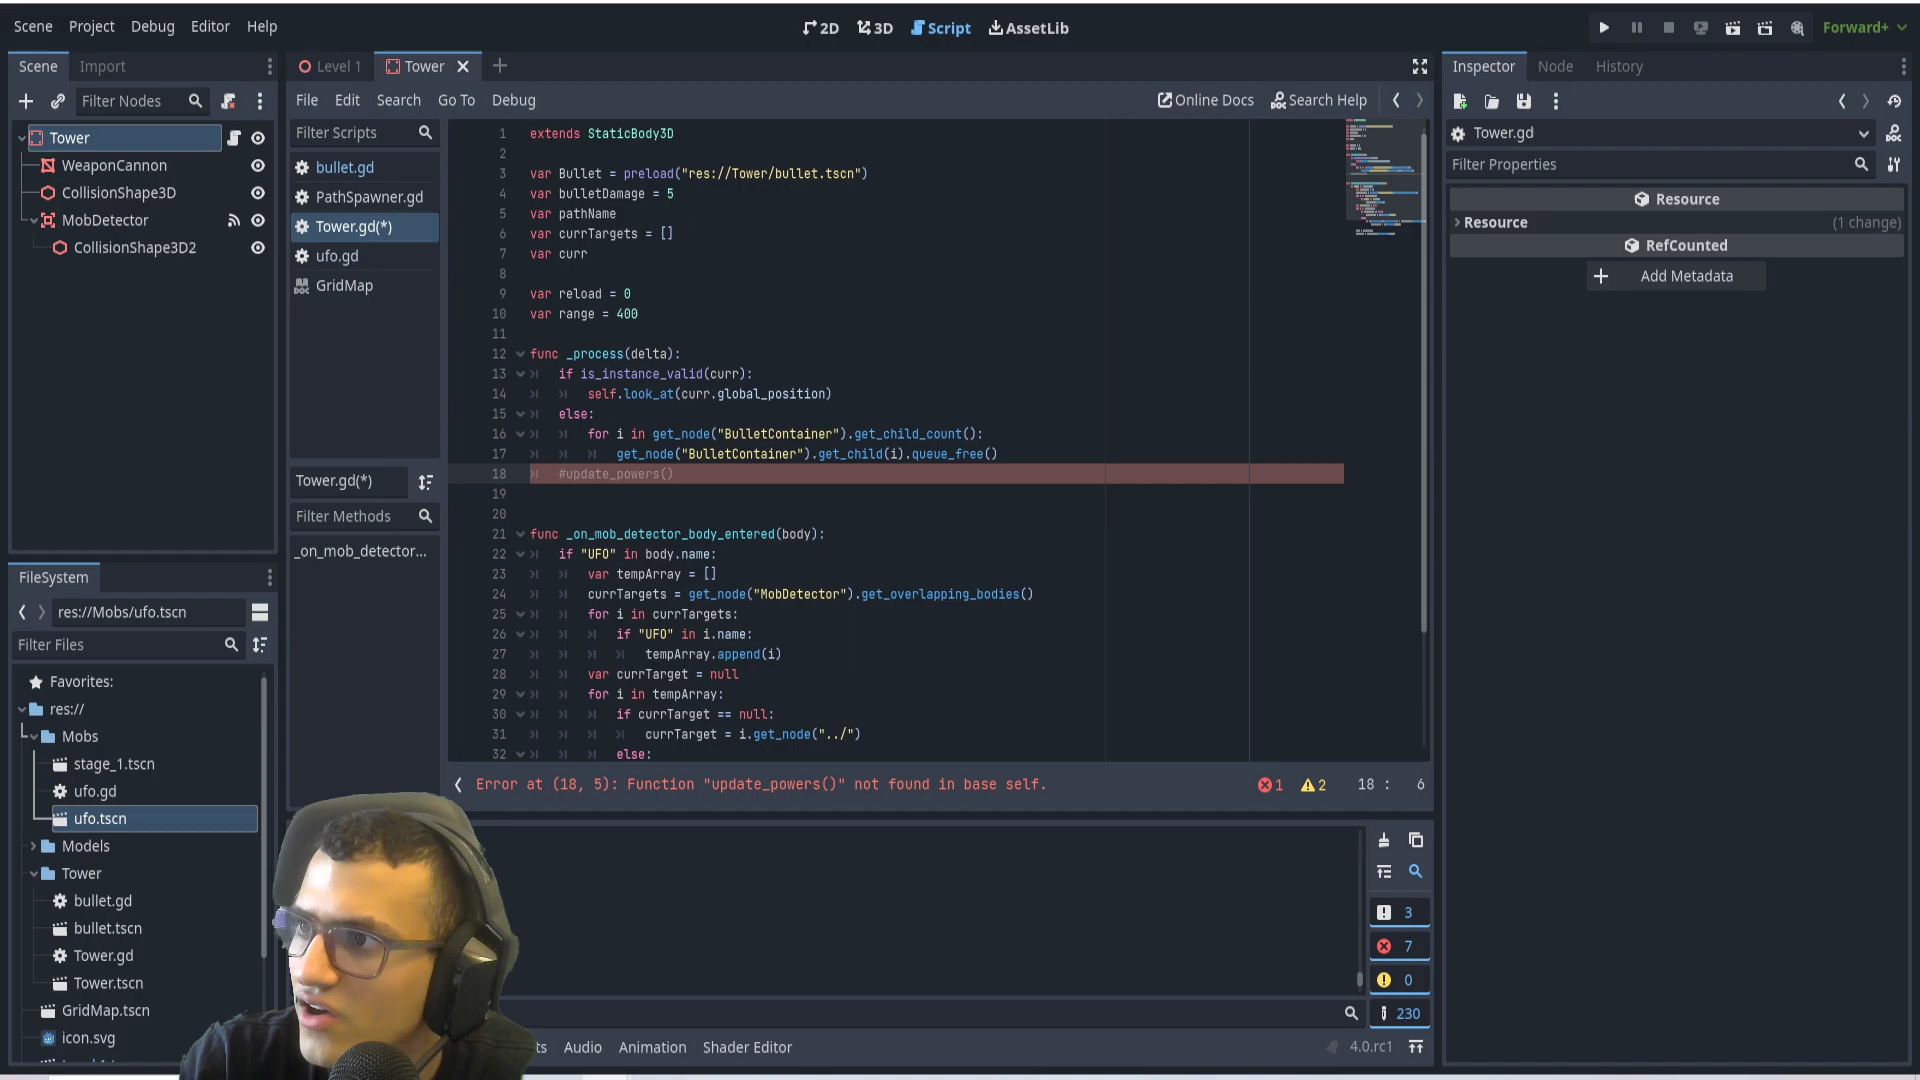 Scene Project Debug Editor Help
2D 3D Script AssetLib
Forward+
Scene Import
Filter Nodes
Tower
WeaponCannon
CollisionShape3D
MobDetector
CollisionShape3D2
FileSystem
res://Mobs/ufo.tscn
Filter Files
Favorites:
res://
Mobs
stage_1.tscn
ufo.gd
ufo.tscn
Models
Tower
bullet.gd
bullet.tscn
Tower.gd
Tower.tscn
GridMap.tscn
icon.svg
Level 1 Tower
File Edit Search Go To Debug
Online Docs Search Help
Filter Scripts
bullet.gd
PathSpawner.gd
Tower.gd(*)
ufo.gd
GridMap
Tower.gd(*)
Filter Methods
_on_mob_detector...
1 extends StaticBody3D
2
3 var Bullet = preload("res://Tower/bullet.tscn")
4 var bulletDamage = 5
5 var pathName
6 var currTargets = []
7 var curr
8
9 var reload = 0
10 var range = 400
11
12 func _process(delta):
13 if is_instance_valid(curr):
14 self.look_at(curr.global_position)
15 else:
16 for i in get_node("BulletContainer").get_child_count():
17 get_node("BulletContainer").get_child(i).queue_free()
18 #update_powers()
19
20
21 func _on_mob_detector_body_entered(body):
22 if "UFO" in body.name:
23 var tempArray = []
24 currTargets = get_node("MobDetector").get_overlapping_bodies()
25 for i in currTargets:
26 if "UFO" in i.name:
27 tempArray.append(i)
28 var currTarget = null
29 for i in tempArray:
30 if currTarget == null:
31 currTarget = i.get_node("../")
32 else:
Error at (18, 5): Function "update_powers()" not found in base self.
1 2 18 : 6
3
7
0
230
ts Audio Animation Shader Editor
4.0.rc1
Inspector Node History
Tower.gd
Filter Properties
Resource
Resource (1 change)
RefCounted
Add Metadata